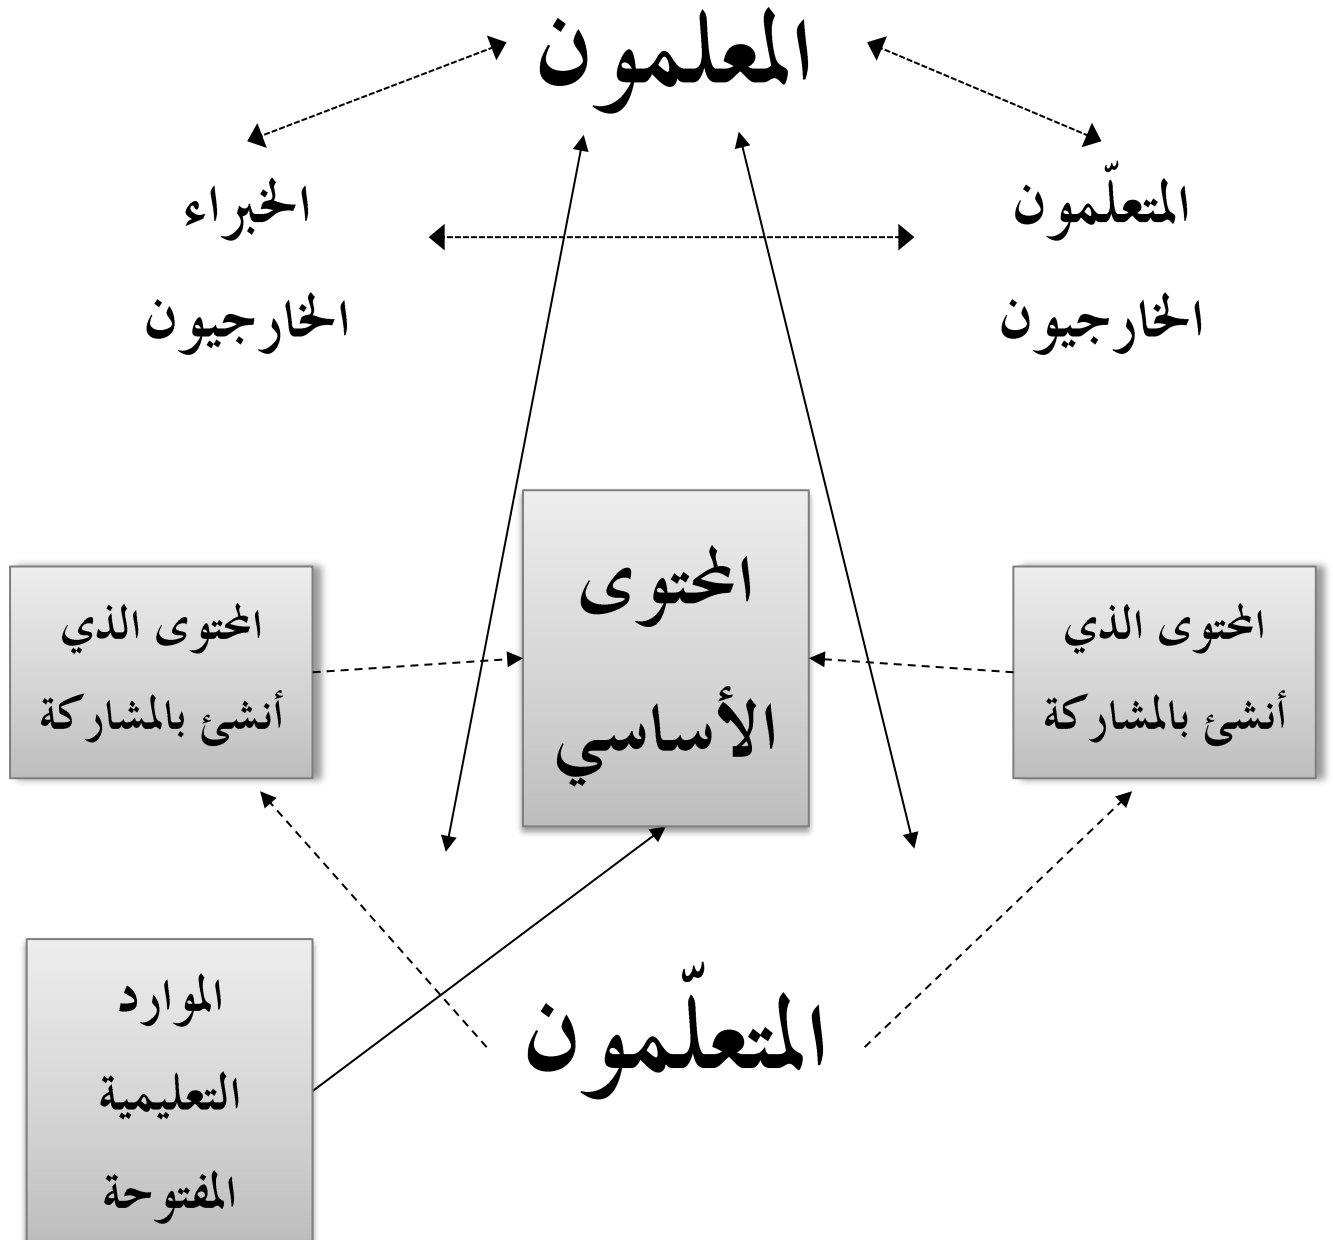 المعلمون
المتعلّمون
الخارجيون
الخبراء
الخارجيون
المحتوى
الأساسي
المحتوى الذي
أنشئ بالمشاركة
المحتوى الذي
أنشئ بالمشاركة
المتعلّمون
الموارد
التعليمية
المفتوحة